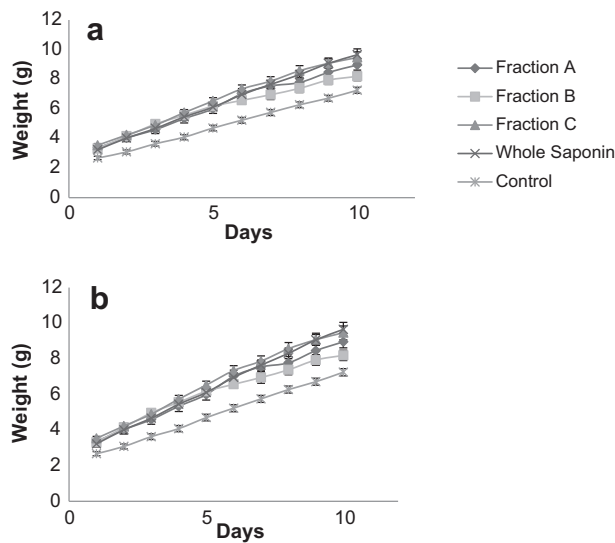 a
Weight (g)
12
10
8
6
4
2
0
0
5
10
Days
Fraction A
Fraction B
Fraction C
Whole Saponin
Control
b
Weight (g)
12
10
8
6
4
2
0
0
5
10
Days